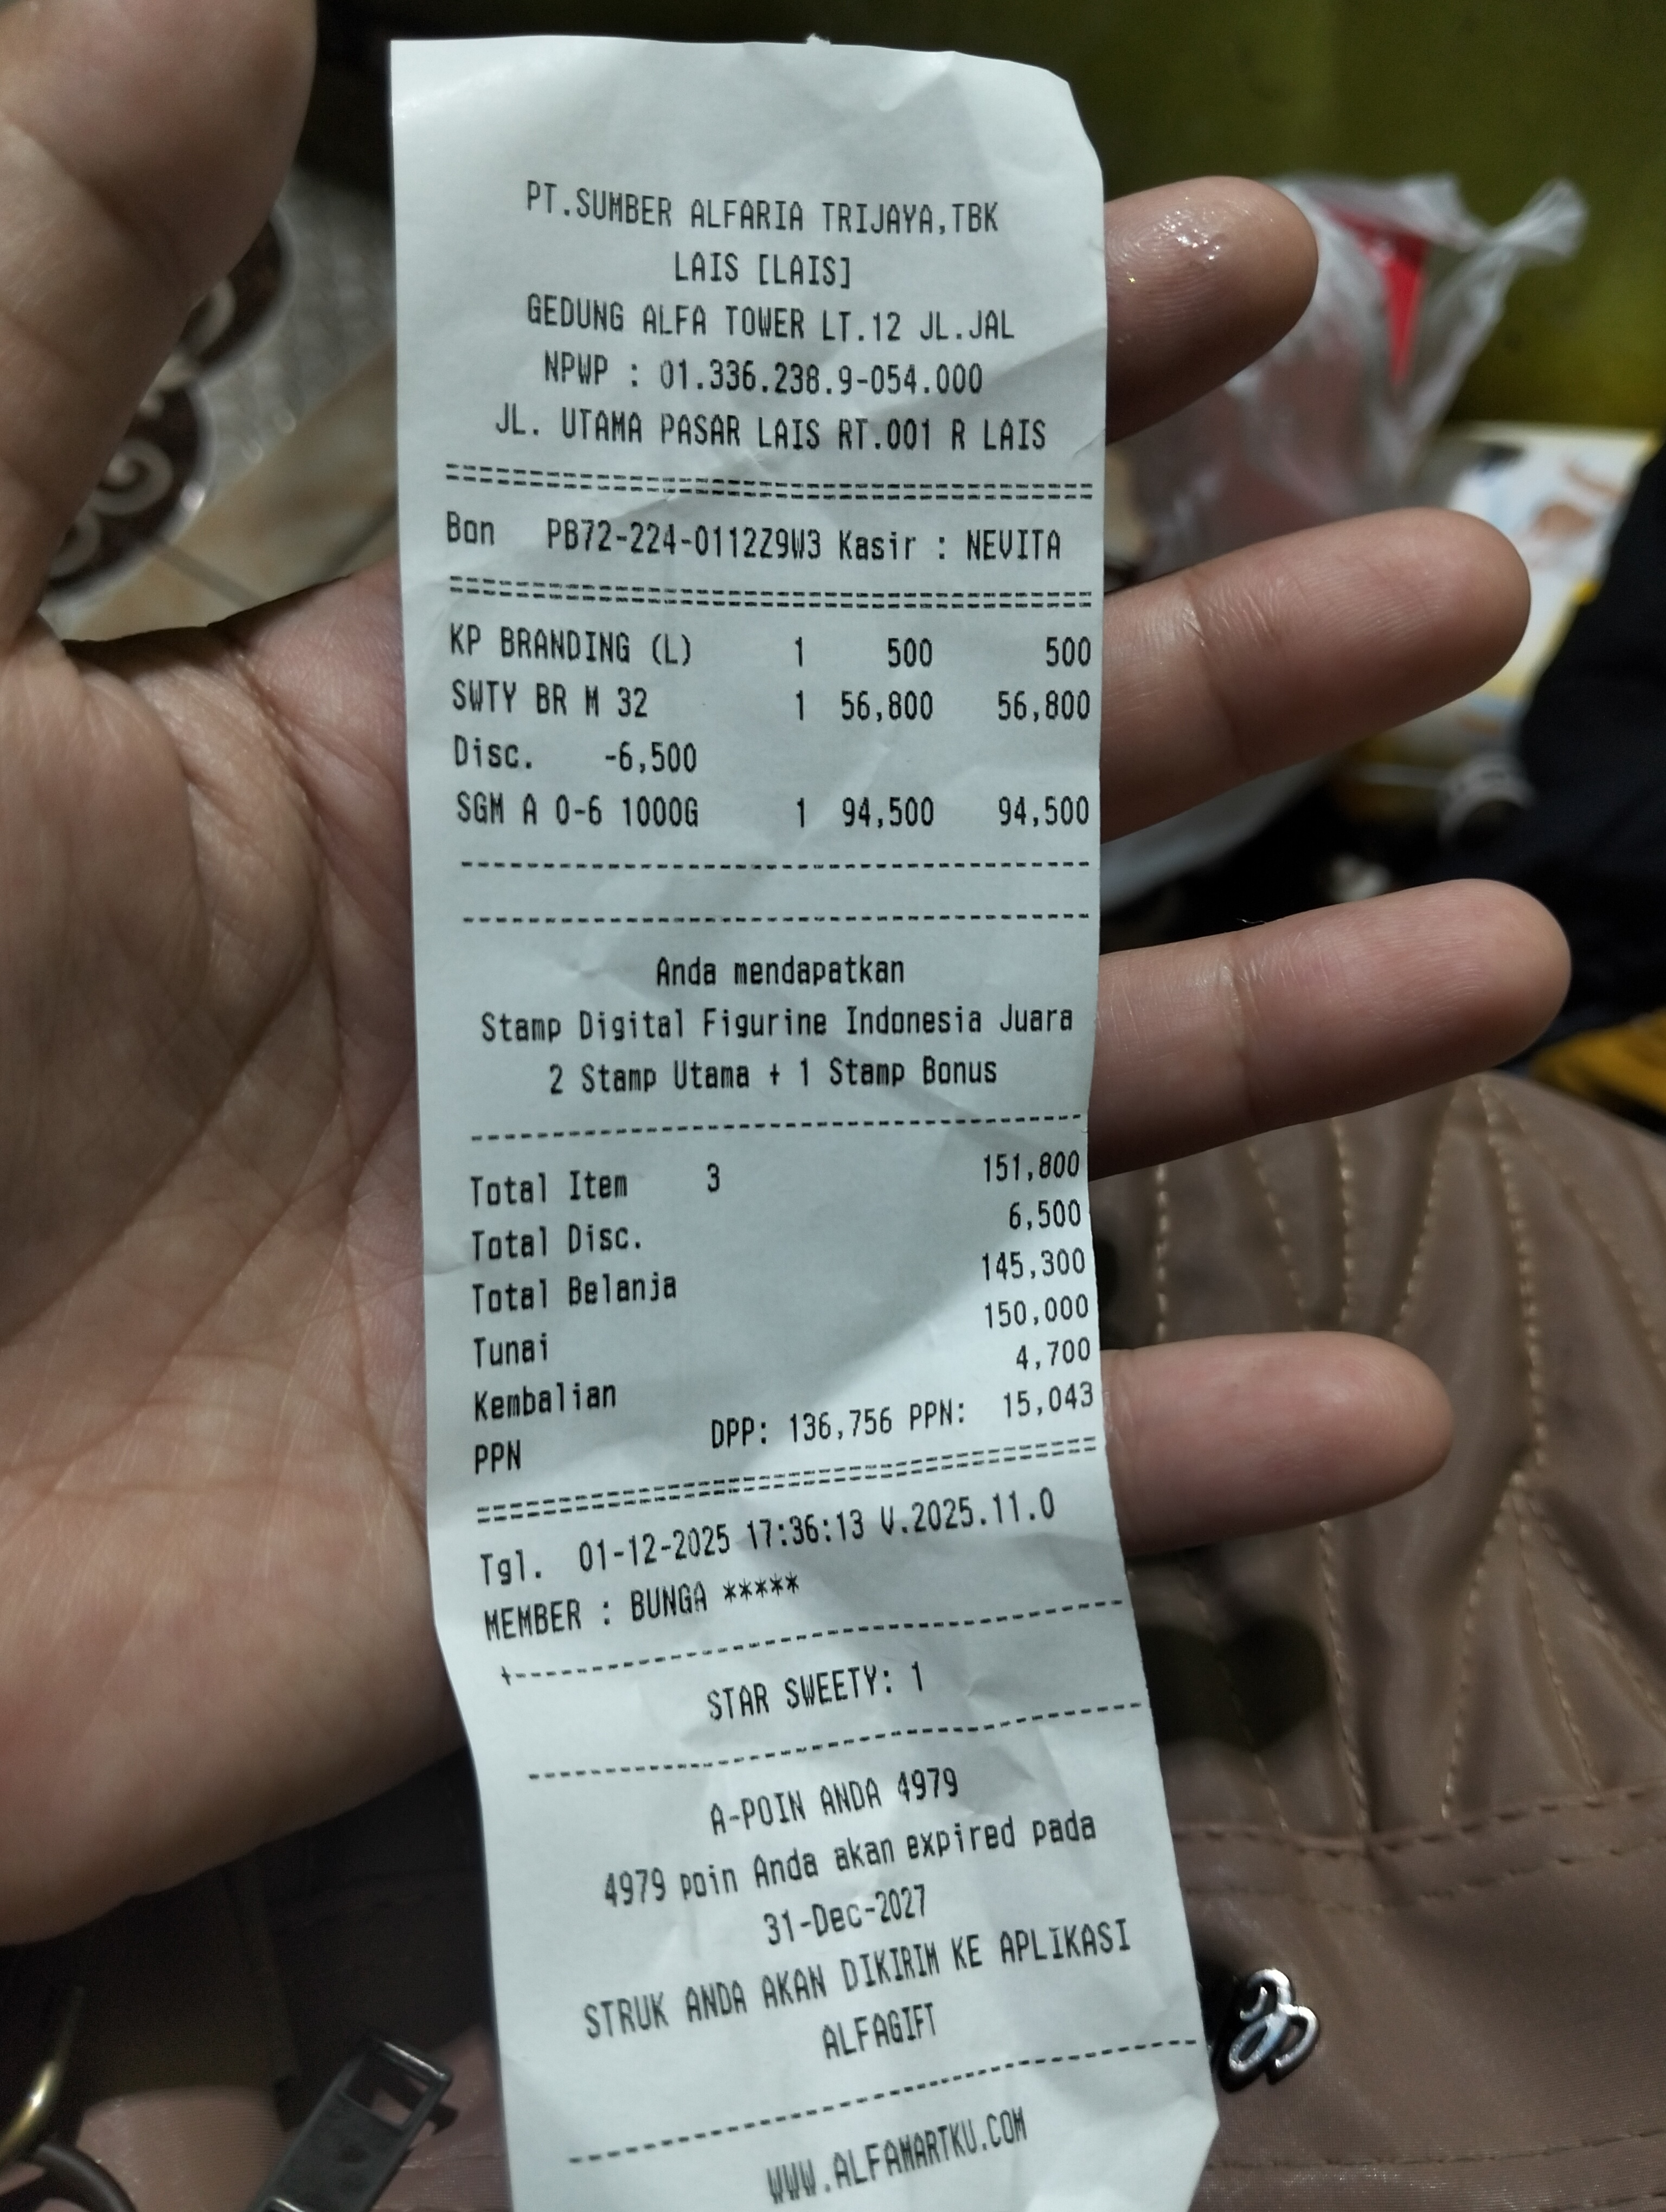 PT.SUMBER ALFARIA TRIJAYA,TBK
LAIS [LAIS]
GEDUNG ALFA TOWER LT.12 JL.JAL
NPWP : 01.336.238.9-054.000
JL. UTAMA PASAR LAIS RT.001 R LAIS
==========================================
Bon PB72-224-0112Z9W3 Kasir : NEVITA
==========================================
KP BRANDING (L) 1 500 500
SWTY BR M 32 1 56,800 56,800
Disc. -6,500
SGM A 0-6 1000G 1 94,500 94,500
------------------------------------------
------------------------------------------
Anda mendapatkan
Stamp Digital Figurine Indonesia Juara
2 Stamp Utama + 1 Stamp Bonus
------------------------------------------
Total Item 3 151,800
Total Disc. 6,500
Total Belanja 145,300
Tunai 150,000
Kembalian 4,700
PPN DPP: 136,756 PPN: 15,043
==========================================
Tgl. 01-12-2025 17:36:13 V.2025.11.0
MEMBER : BUNGA *****
+-----------------------------------------
STAR SWEETY: 1
------------------------------------------
A-POIN ANDA 4979
4979 poin Anda akan expired pada
31-Dec-2027
STRUK ANDA AKAN DIKIRIM KE APLIKASI
ALFAGIFT
------------------------------------------
WWW.ALFAMARTKU.COM